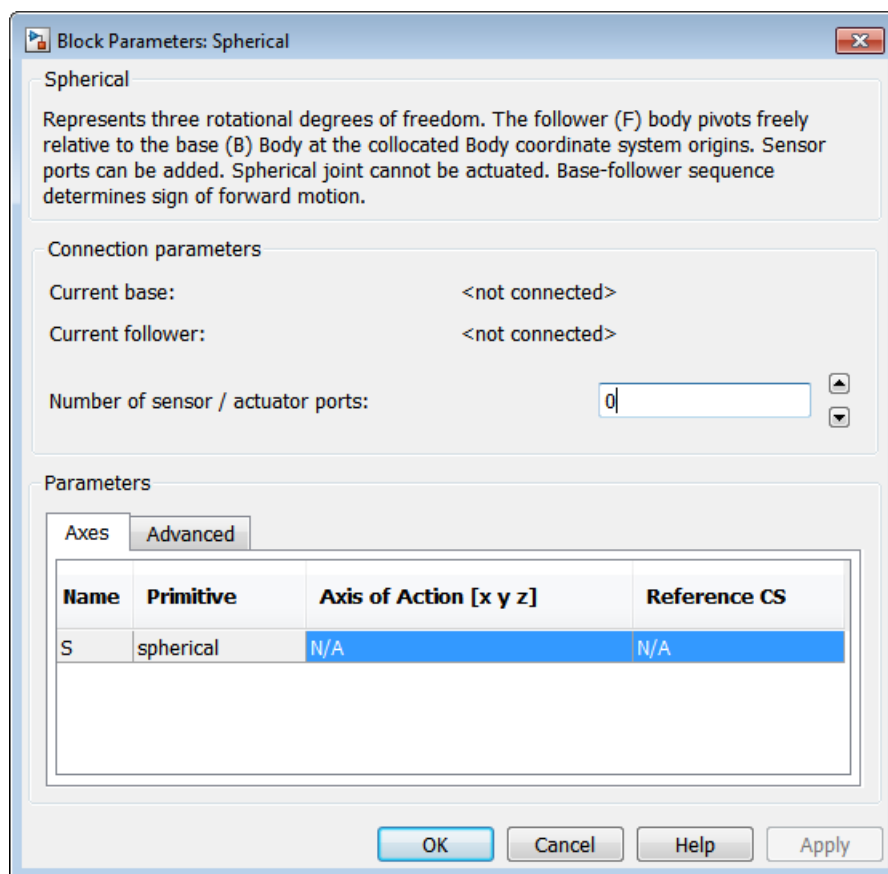 Block Parameters: Spherical
Spherical
Represents three rotational degrees of freedom. The follower (F) body pivots freely
relative to the base (B) Body at the collocated Body coordinate system origins. Sensor
ports can be added. Spherical joint cannot be actuated. Base-follower sequence
determines sign of forward motion.
Connection parameters
Current base: <not connected>
Current follower: <not connected>
Number of sensor / actuator ports: 0
Parameters
Axes Advanced
Name Primitive Axis of Action [x y z] Reference CS
S spherical N/A N/A
OK Cancel Help Apply